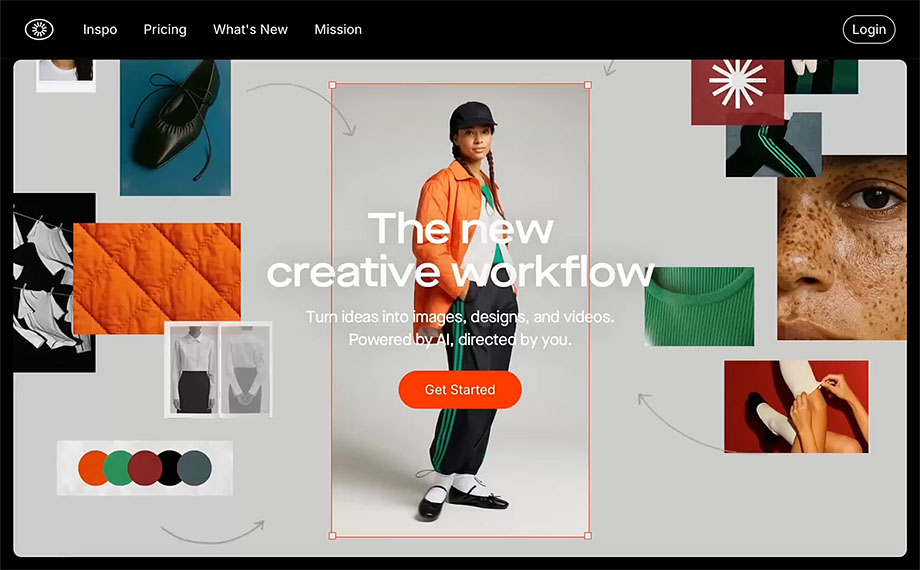 Inspo
Pricing
What's New
Mission
Login
The new
creative workflow
Turn ideas into images, designs, and videos.
Powered by AI, directed by you.
Get Started